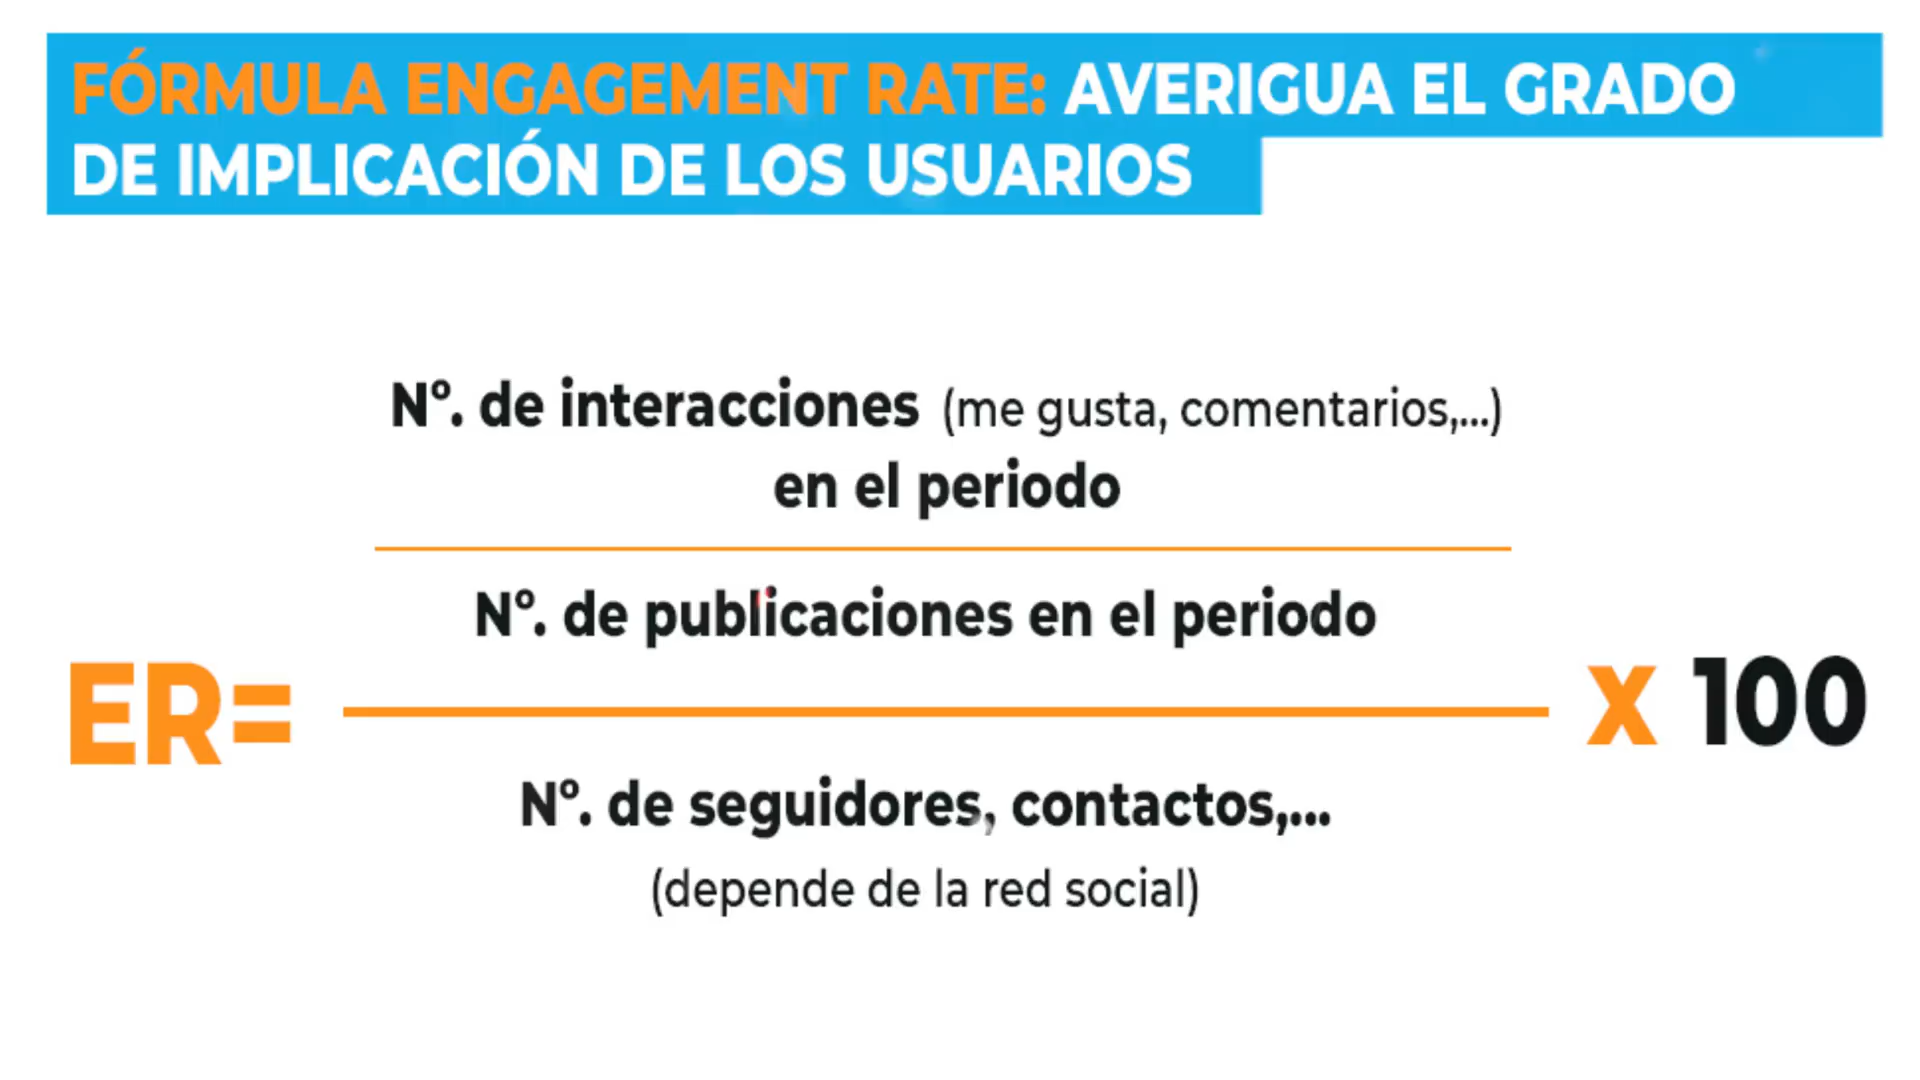 FÓRMULA ENGAGEMENT RATE: AVERIGUA EL GRADO
DE IMPLICACIÓN DE LOS USUARIOS
Nº. de interacciones (me gusta, comentarios,...)
en el periodo
Nº. de publicaciones en el periodo
ER=
x 100
Nº. de seguidores, contactos,...
(depende de la red social)